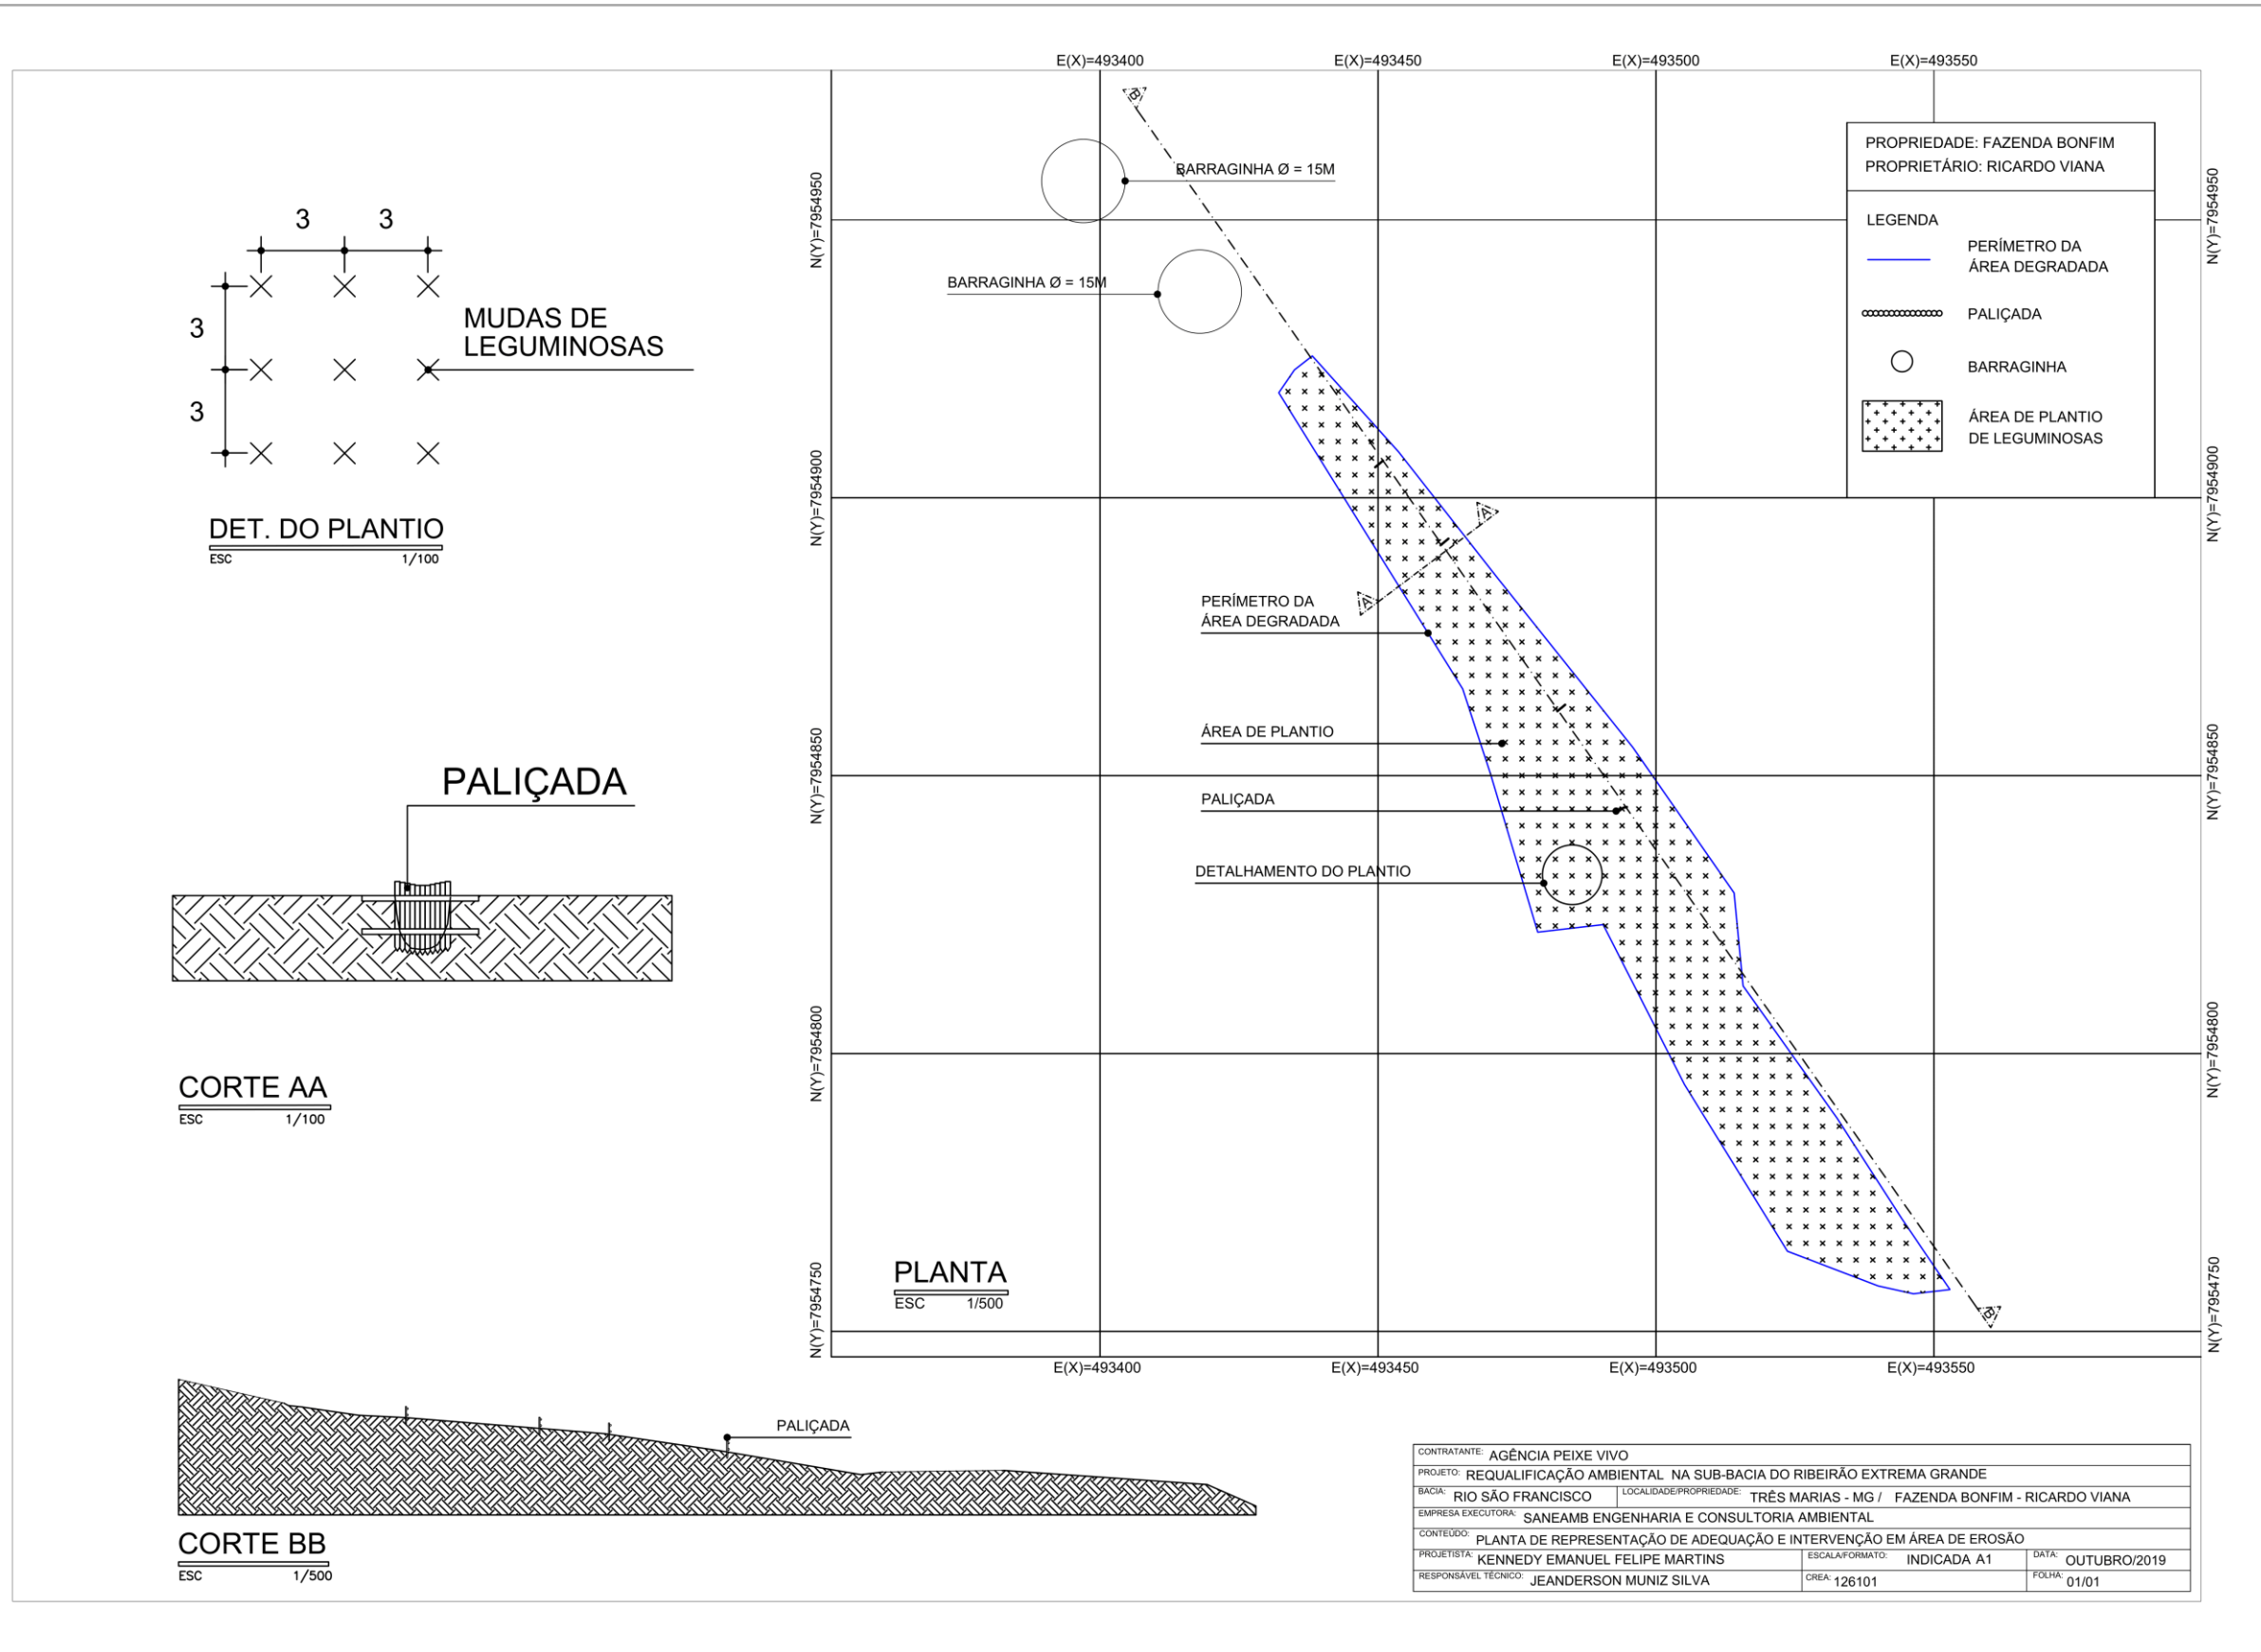 E(X)=493400
E(X)=493450
E(X)=493500
E(X)=493550
3
3
3
3
MUDAS DE
LEGUMINOSAS
DET. DO PLANTIO
ESC 1/100
PALIÇADA
CORTE AA
ESC 1/100
N(Y)=7954950
N(Y)=7954900
N(Y)=7954850
N(Y)=7954800
N(Y)=7954750
B
BARRAGINHA Ø = 15M
BARRAGINHA Ø = 15M
A
A
PERÍMETRO DA
ÁREA DEGRADADA
ÁREA DE PLANTIO
PALIÇADA
DETALHAMENTO DO PLANTIO
B
PLANTA
ESC 1/500
PROPRIEDADE: FAZENDA BONFIM
PROPRIETÁRIO: RICARDO VIANA
LEGENDA
PERÍMETRO DA
ÁREA DEGRADADA
PALIÇADA
BARRAGINHA
ÁREA DE PLANTIO
DE LEGUMINOSAS
N(Y)=7954950
N(Y)=7954900
N(Y)=7954850
N(Y)=7954800
N(Y)=7954750
E(X)=493400
E(X)=493450
E(X)=493500
E(X)=493550
PALIÇADA
CORTE BB
ESC 1/500
CONTRATANTE: AGÊNCIA PEIXE VIVO
PROJETO: REQUALIFICAÇÃO AMBIENTAL NA SUB-BACIA DO RIBEIRÃO EXTREMA GRANDE
BACIA: RIO SÃO FRANCISCO LOCALIDADE/PROPRIEDADE: TRÊS MARIAS - MG / FAZENDA BONFIM - RICARDO VIANA
EMPRESA EXECUTORA: SANEAMB ENGENHARIA E CONSULTORIA AMBIENTAL
CONTEÚDO: PLANTA DE REPRESENTAÇÃO DE ADEQUAÇÃO E INTERVENÇÃO EM ÁREA DE EROSÃO
PROJETISTA: KENNEDY EMANUEL FELIPE MARTINS ESCALA/FORMATO: INDICADA A1 DATA: OUTUBRO/2019
RESPONSÁVEL TÉCNICO: JEANDERSON MUNIZ SILVA CREA: 126101 FOLHA: 01/01